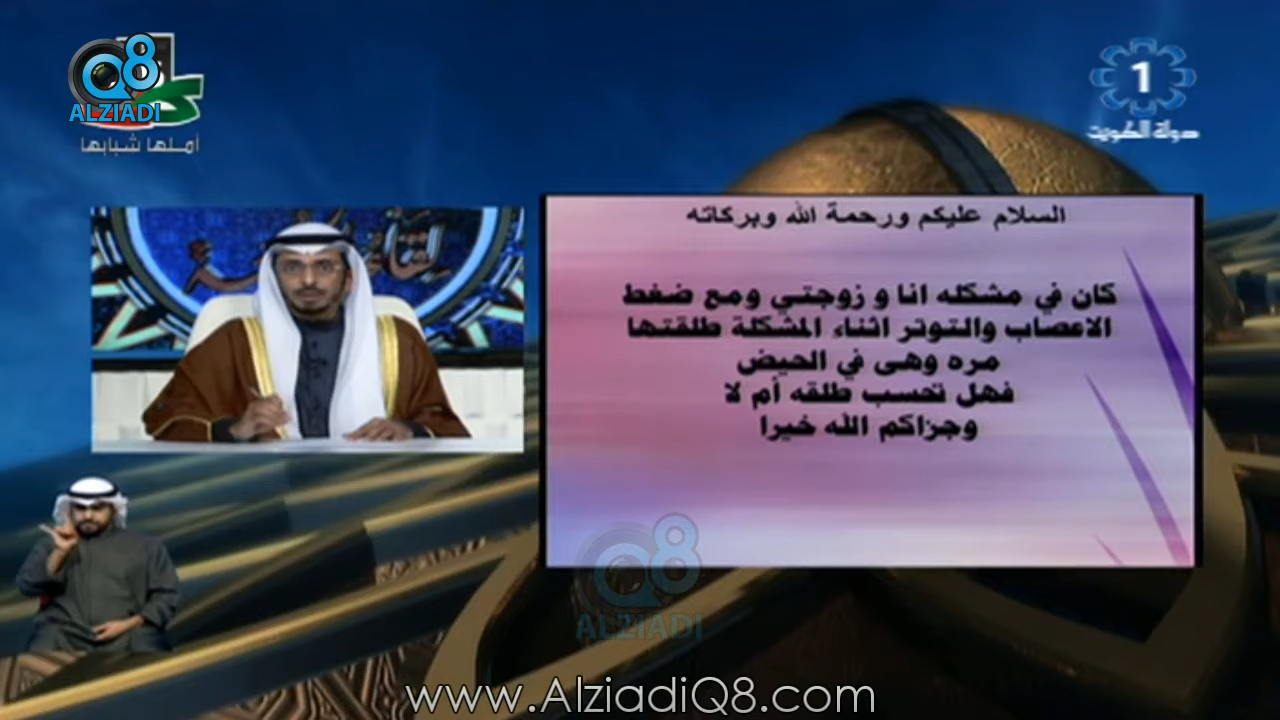 Q8
ALZIADI
أملها شبابها
1
دولة الكويت
السلام عليكم ورحمة الله وبركاته
كان في مشكله انا و زوجتي ومع ضغط
الاعصاب والتوتر اثناء المشكلة طلقتها
مره وهى في الحيض
فهل تحسب طلقه أم لا
وجزاكم الله خيرا
Q8
ALZIADI
www.AlziadiQ8.com